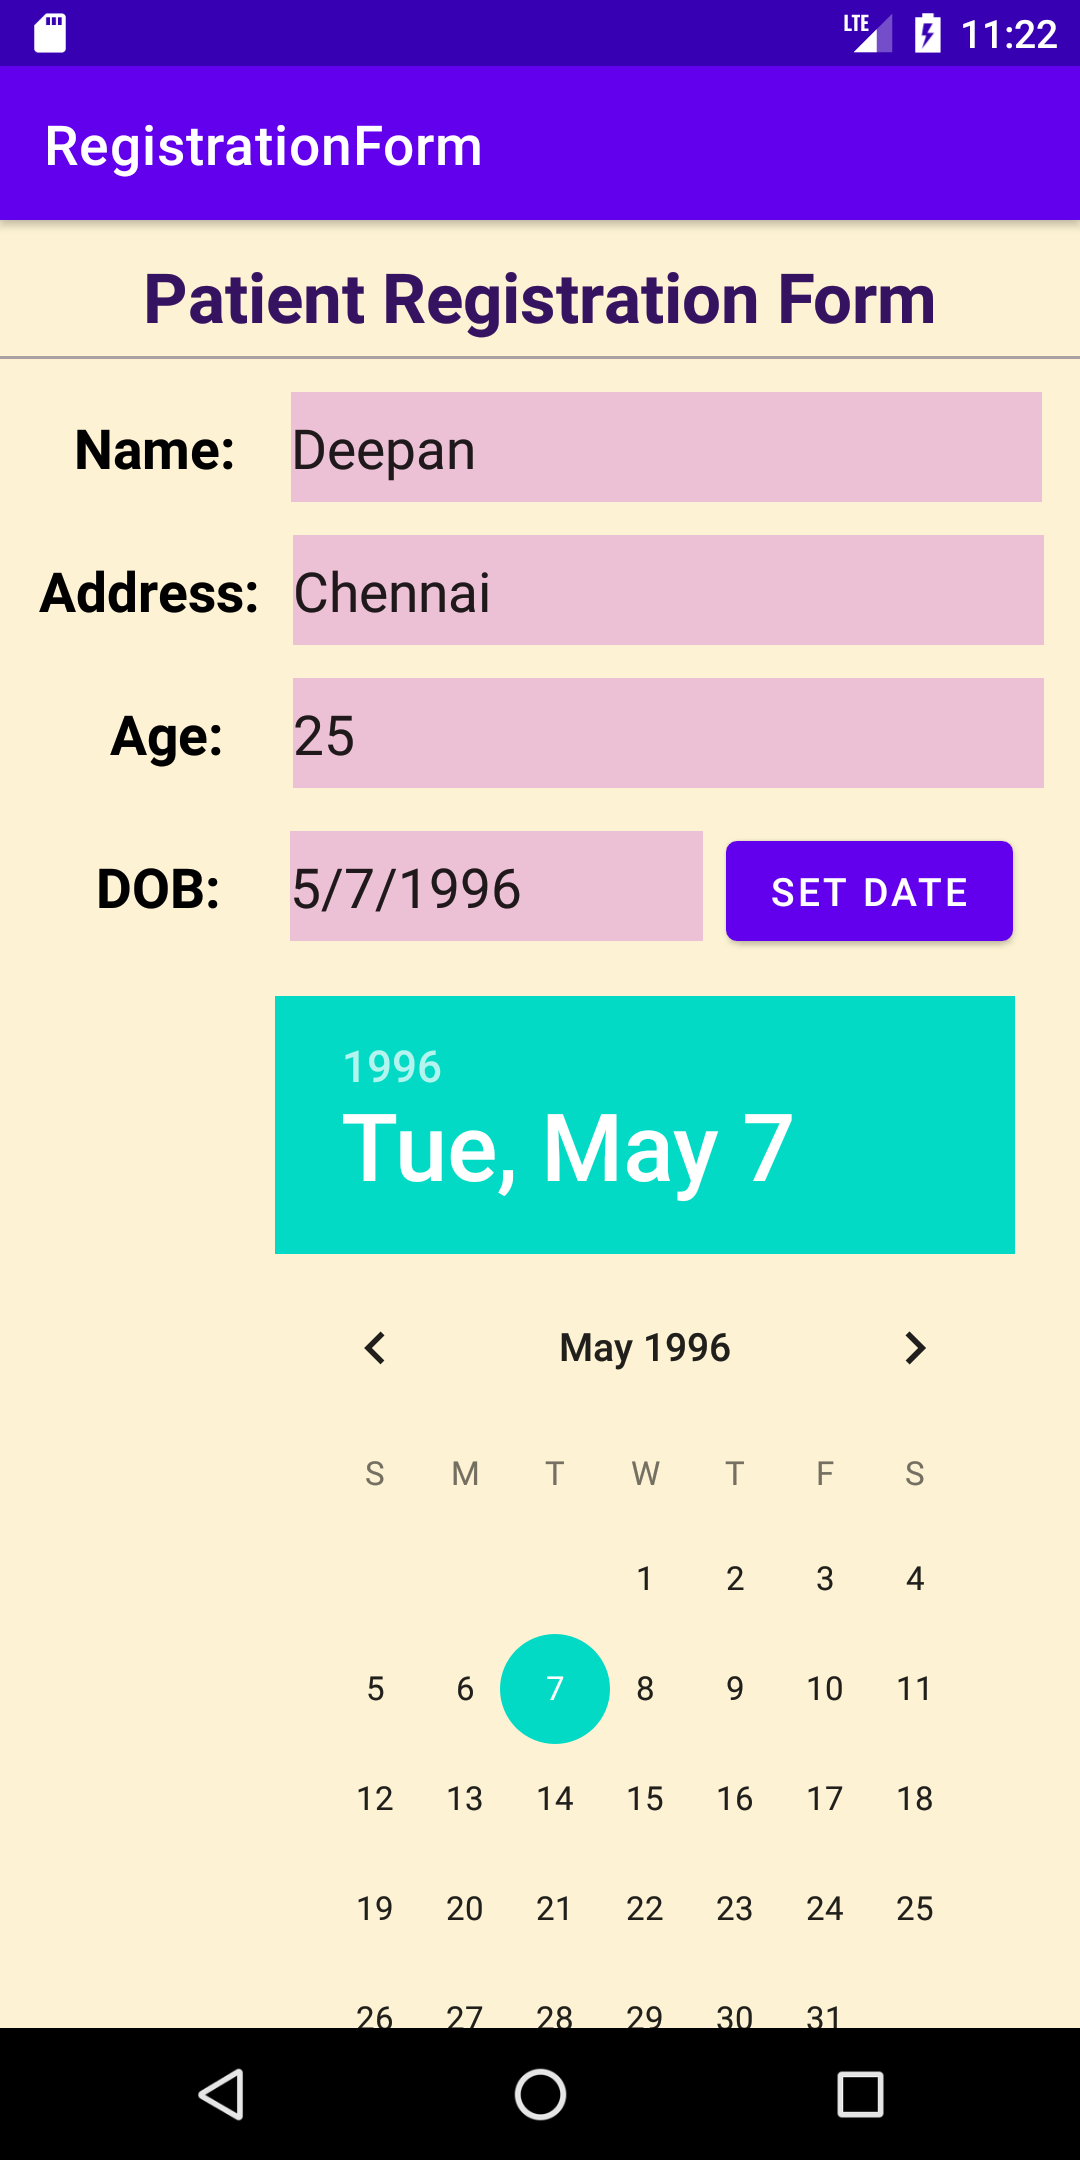 LTE 11:22
RegistrationForm
Patient Registration Form
Name: Deepan
Address: Chennai
Age: 25
DOB: 5/7/1996 SET DATE
1996
Tue, May 7
May 1996
S M T W T F S
1 2 3 4
5 6 7 8 9 10 11
12 13 14 15 16 17 18
19 20 21 22 23 24 25
26 27 28 29 30 31